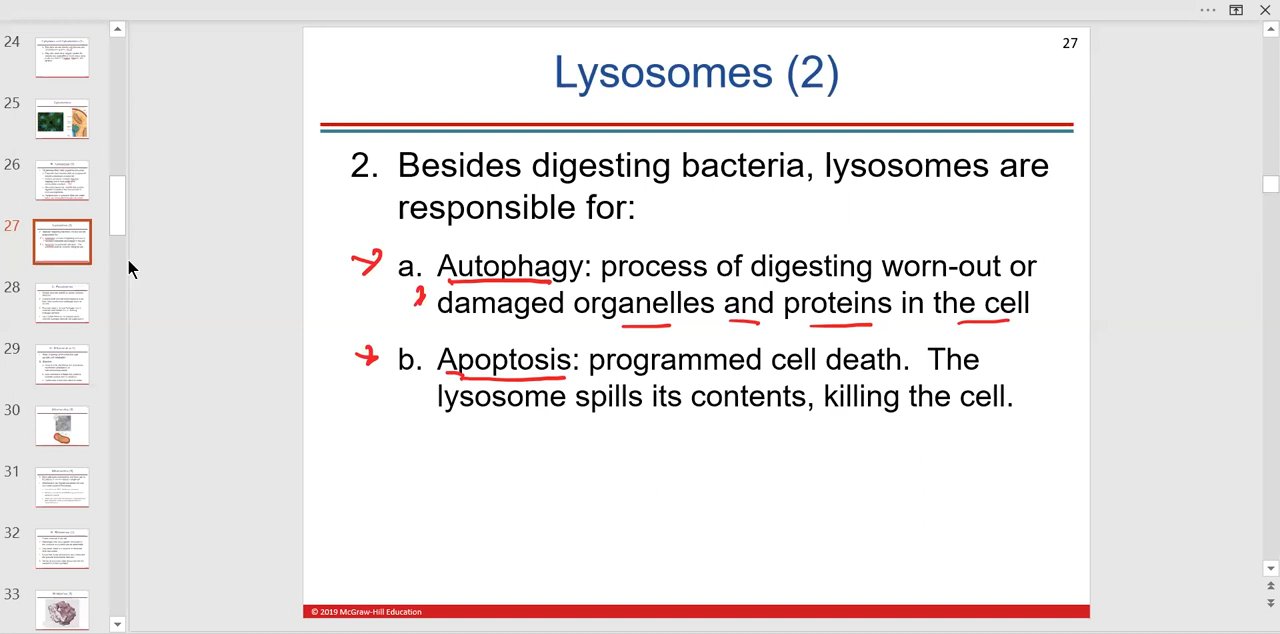 27
Lysosomes (2)
2. Besides digesting bacteria, lysosomes are
responsible for:
a. Autophagy: process of digesting worn-out or
damaged organelles and proteins in the cell
b. Apoptosis: programmed cell death. The
lysosome spills its contents, killing the cell.
© 2019 McGraw-Hill Education
24
25
26
27
28
29
30
31
32
33